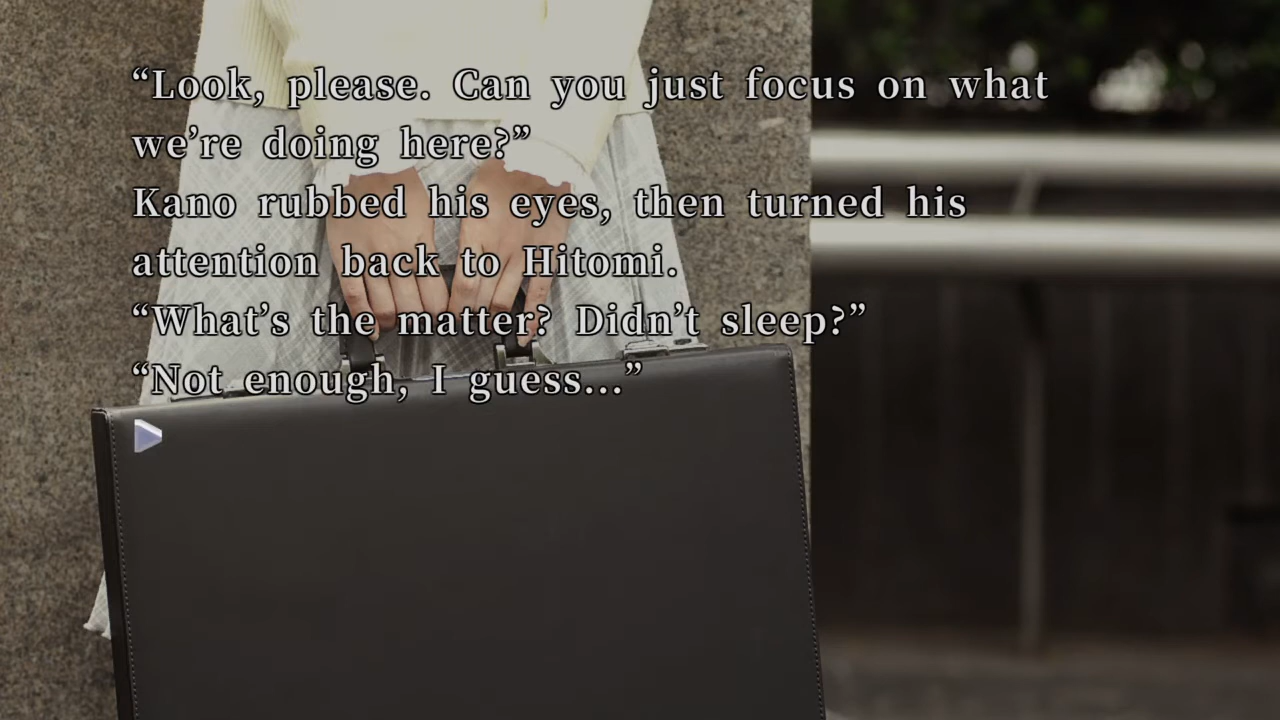 “Look, please. Can you just focus on what
we’re doing here?”
Kano rubbed his eyes, then turned his
attention back to Hitomi.
“What’s the matter? Didn’t sleep?”
“Not enough, I guess...”